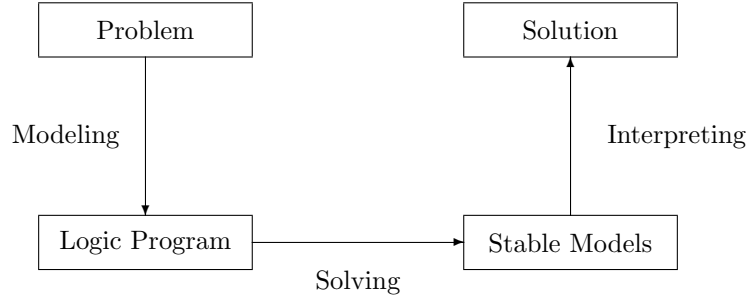 Problem
Solution
Modeling
Interpreting
Logic Program
Stable Models
Solving